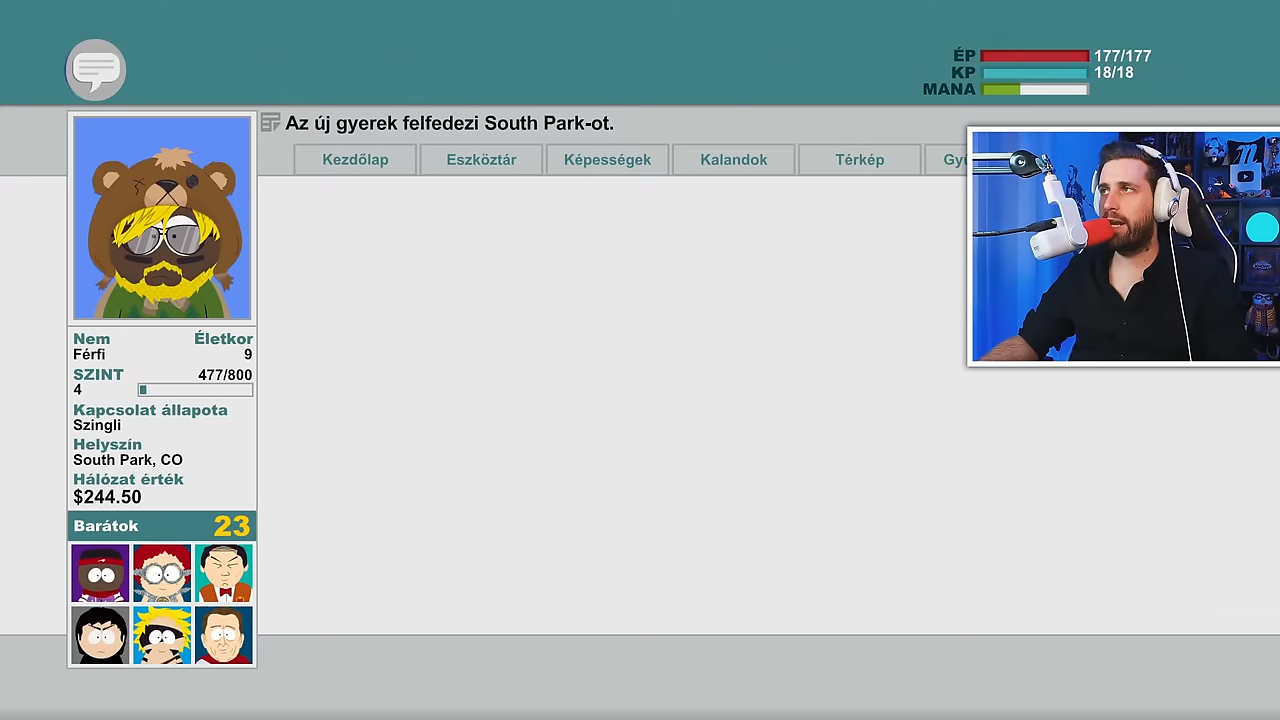 ÉP 177/177
KP 18/18
MANA
Az új gyerek felfedezi South Park-ot.
Kezdőlap Eszköztár Képességek Kalandok Térkép Gyű
Nem Életkor
Férfi 9
SZINT 477/800
4
Kapcsolat állapota
Szingli
Helyszín
South Park, CO
Hálózat érték
$244.50
Barátok 23